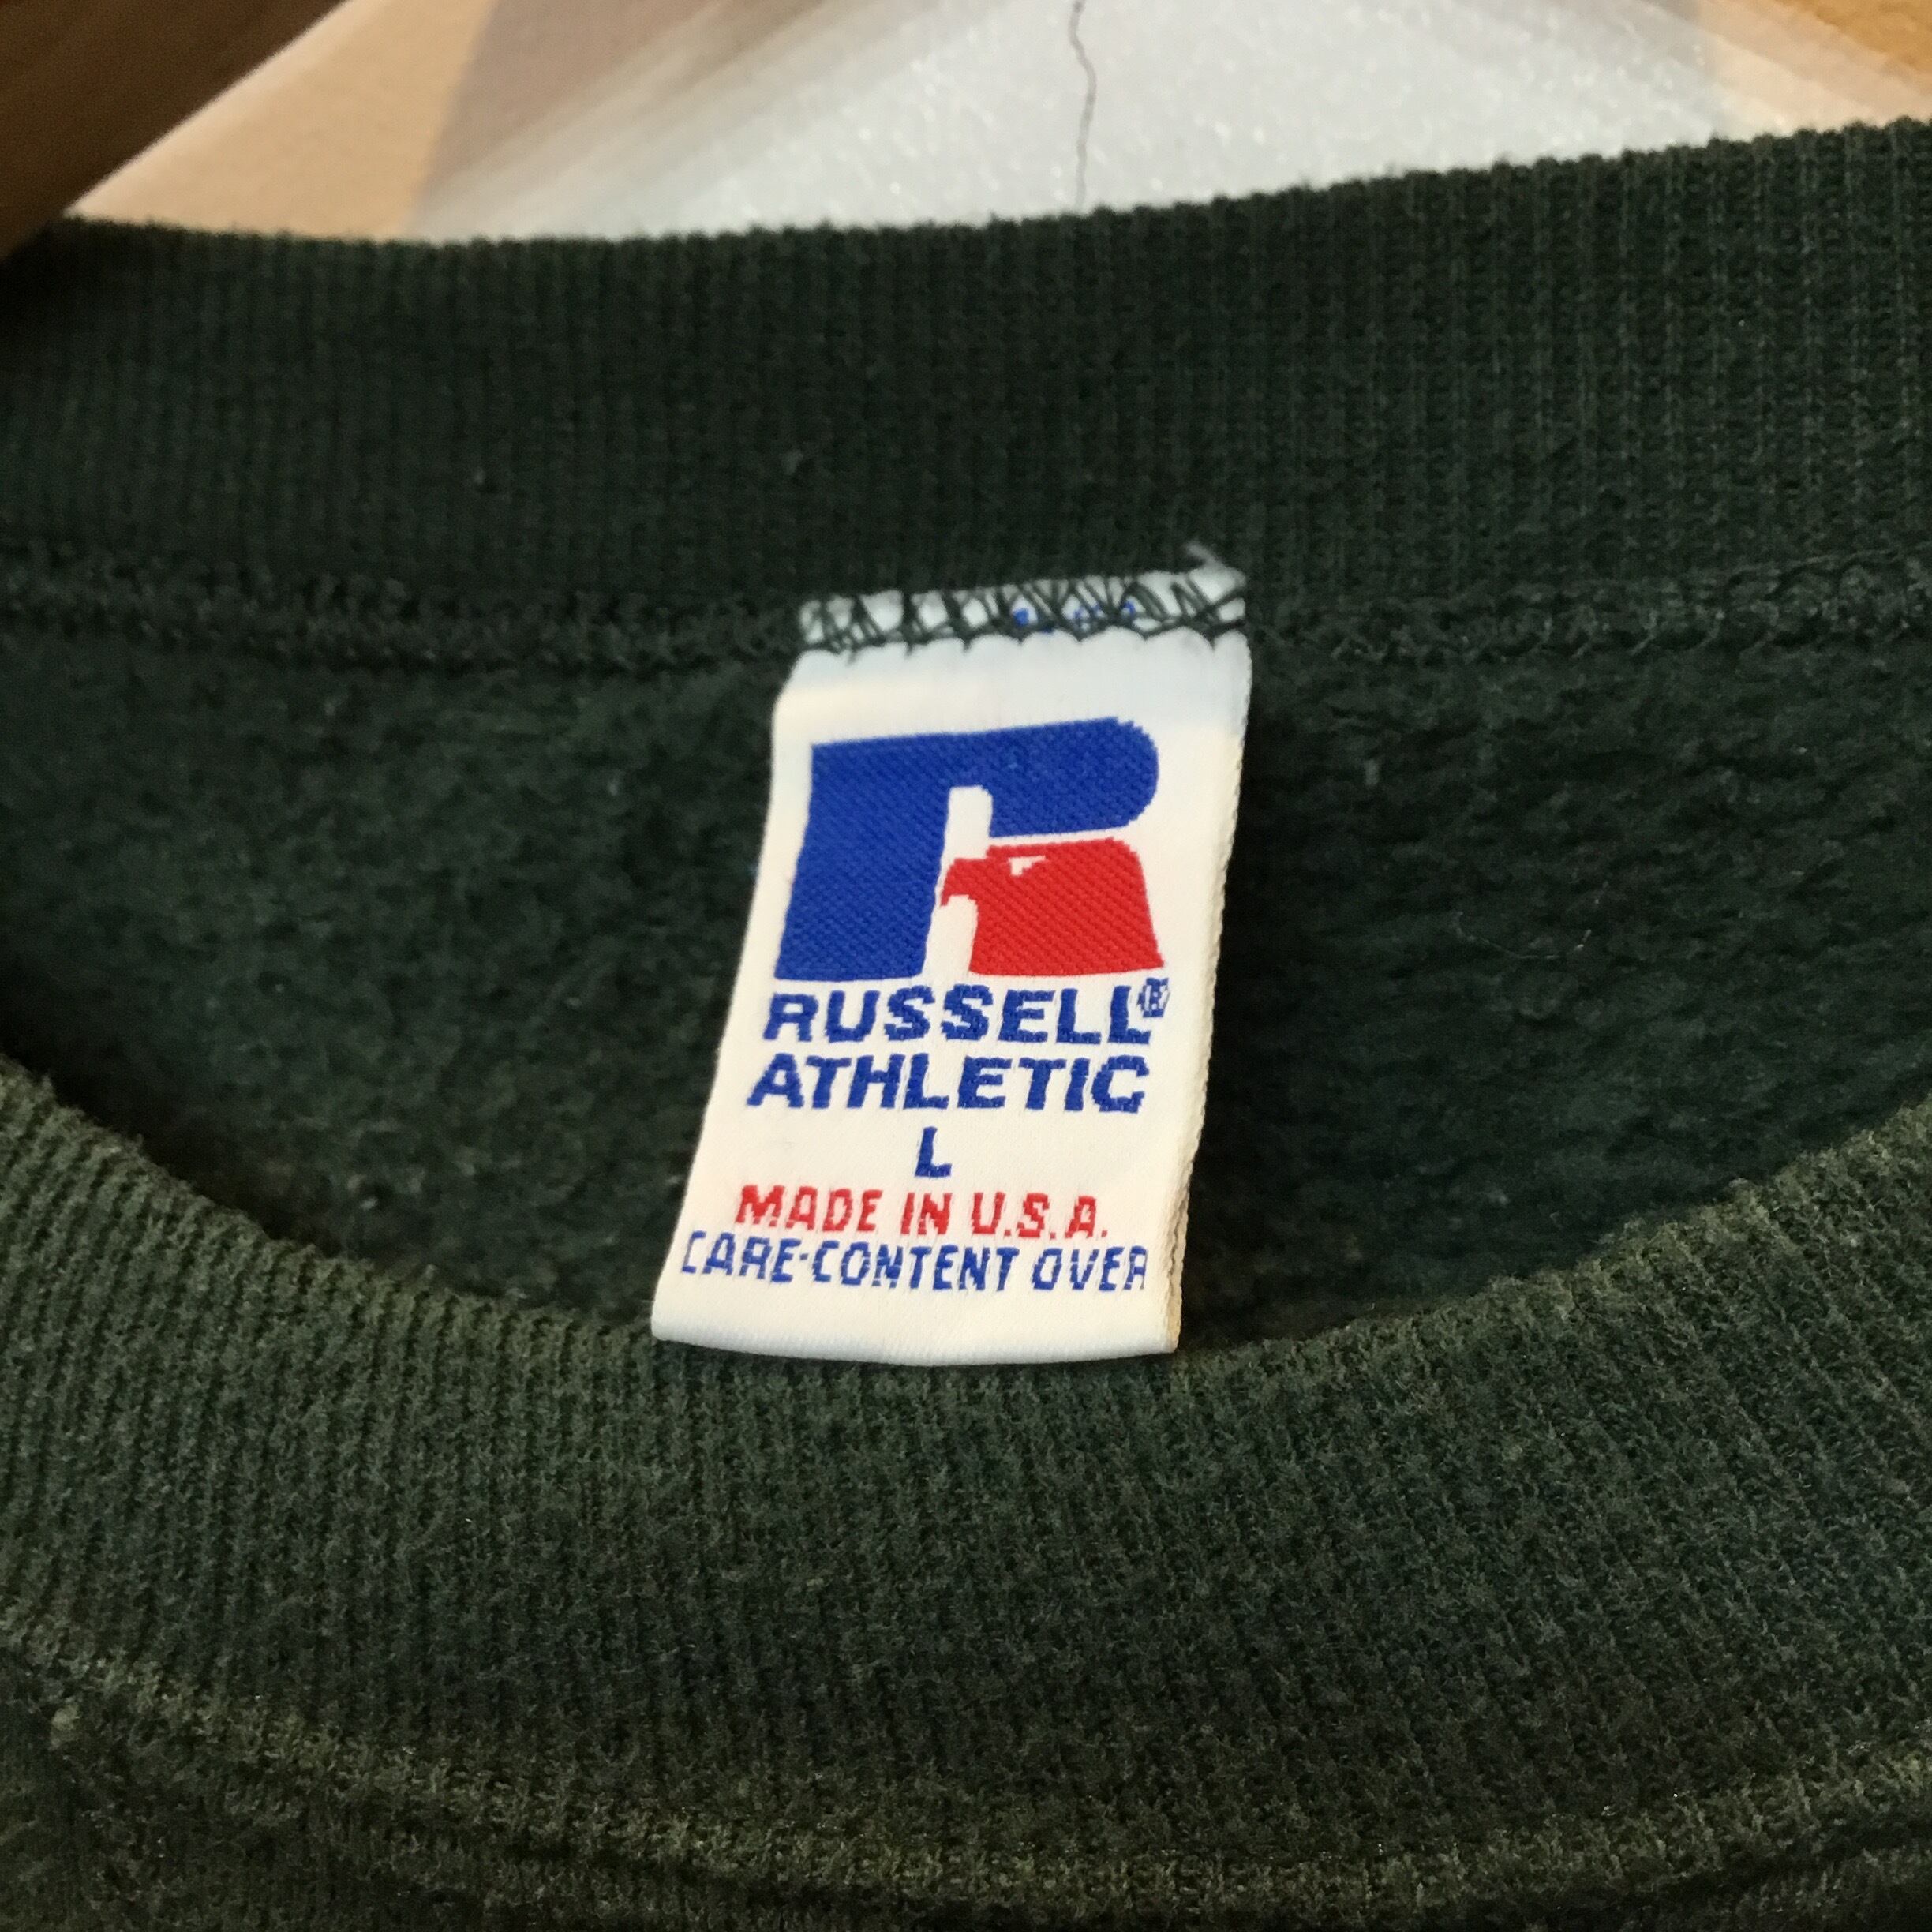 RUSSELL®
ATHLETIC
L
MADE IN U.S.A.
CARE-CONTENT OVER